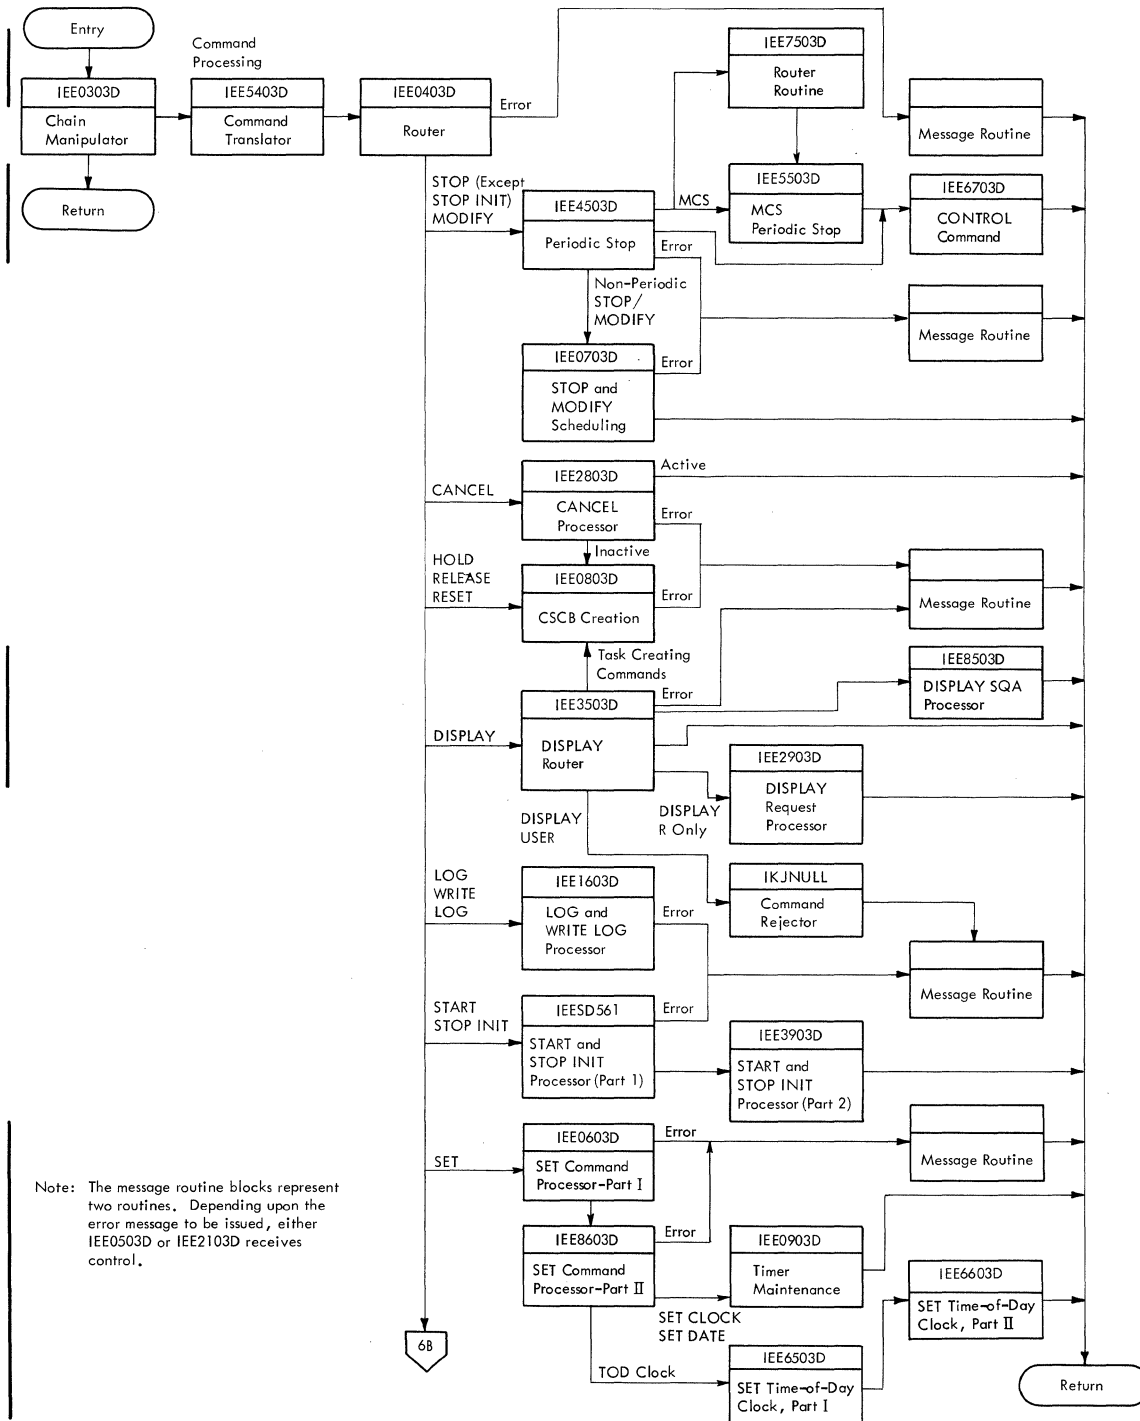 Entry
Command
Processing
IEE0303D
Chain
Manipulator
IEE5403D
Command
Translator
IEE0403D
Router
Error
IEE7503D
Router
Routine
Message Routine
Return
STOP (Except
STOP INIT)
MODIFY
IEE4503D
Periodic Stop
MCS
Error
IEE5503D
MCS
Periodic Stop
IEE6703D
CONTROL
Command
Non-Periodic
STOP/
MODIFY
Message Routine
IEE0703D
STOP and
MODIFY
Scheduling
Error
CANCEL
IEE2803D
CANCEL
Processor
Active
Error
Inactive
HOLD
RELEASE
RESET
IEE0803D
CSCB Creation
Error
Message Routine
Task Creating
Commands
Error
IEE8503D
DISPLAY SQA
Processor
DISPLAY
IEE3503D
DISPLAY
Router
IEE2903D
DISPLAY
Request
Processor
DISPLAY
USER
DISPLAY
R Only
LOG
WRITE
LOG
IEE1603D
LOG and
WRITE LOG
Processor
Error
IKJNULL
Command
Rejector
Message Routine
START
STOP INIT
IEESD561
START and
STOP INIT
Processor (Part 1)
Error
IEE3903D
START and
STOP INIT
Processor (Part 2)
SET
IEE0603D
SET Command
Processor-Part I
Error
Message Routine
Note: The message routine blocks represent
two routines. Depending upon the
error message to be issued, either
IEE0503D or IEE2103D receives
control.
IEE8603D
SET Command
Processor-Part II
Error
IEE0903D
Timer
Maintenance
SET CLOCK
SET DATE
IEE6603D
SET Time-of-Day
Clock, Part II
6B
TOD Clock
IEE6503D
SET Time-of-Day
Clock, Part I
Return